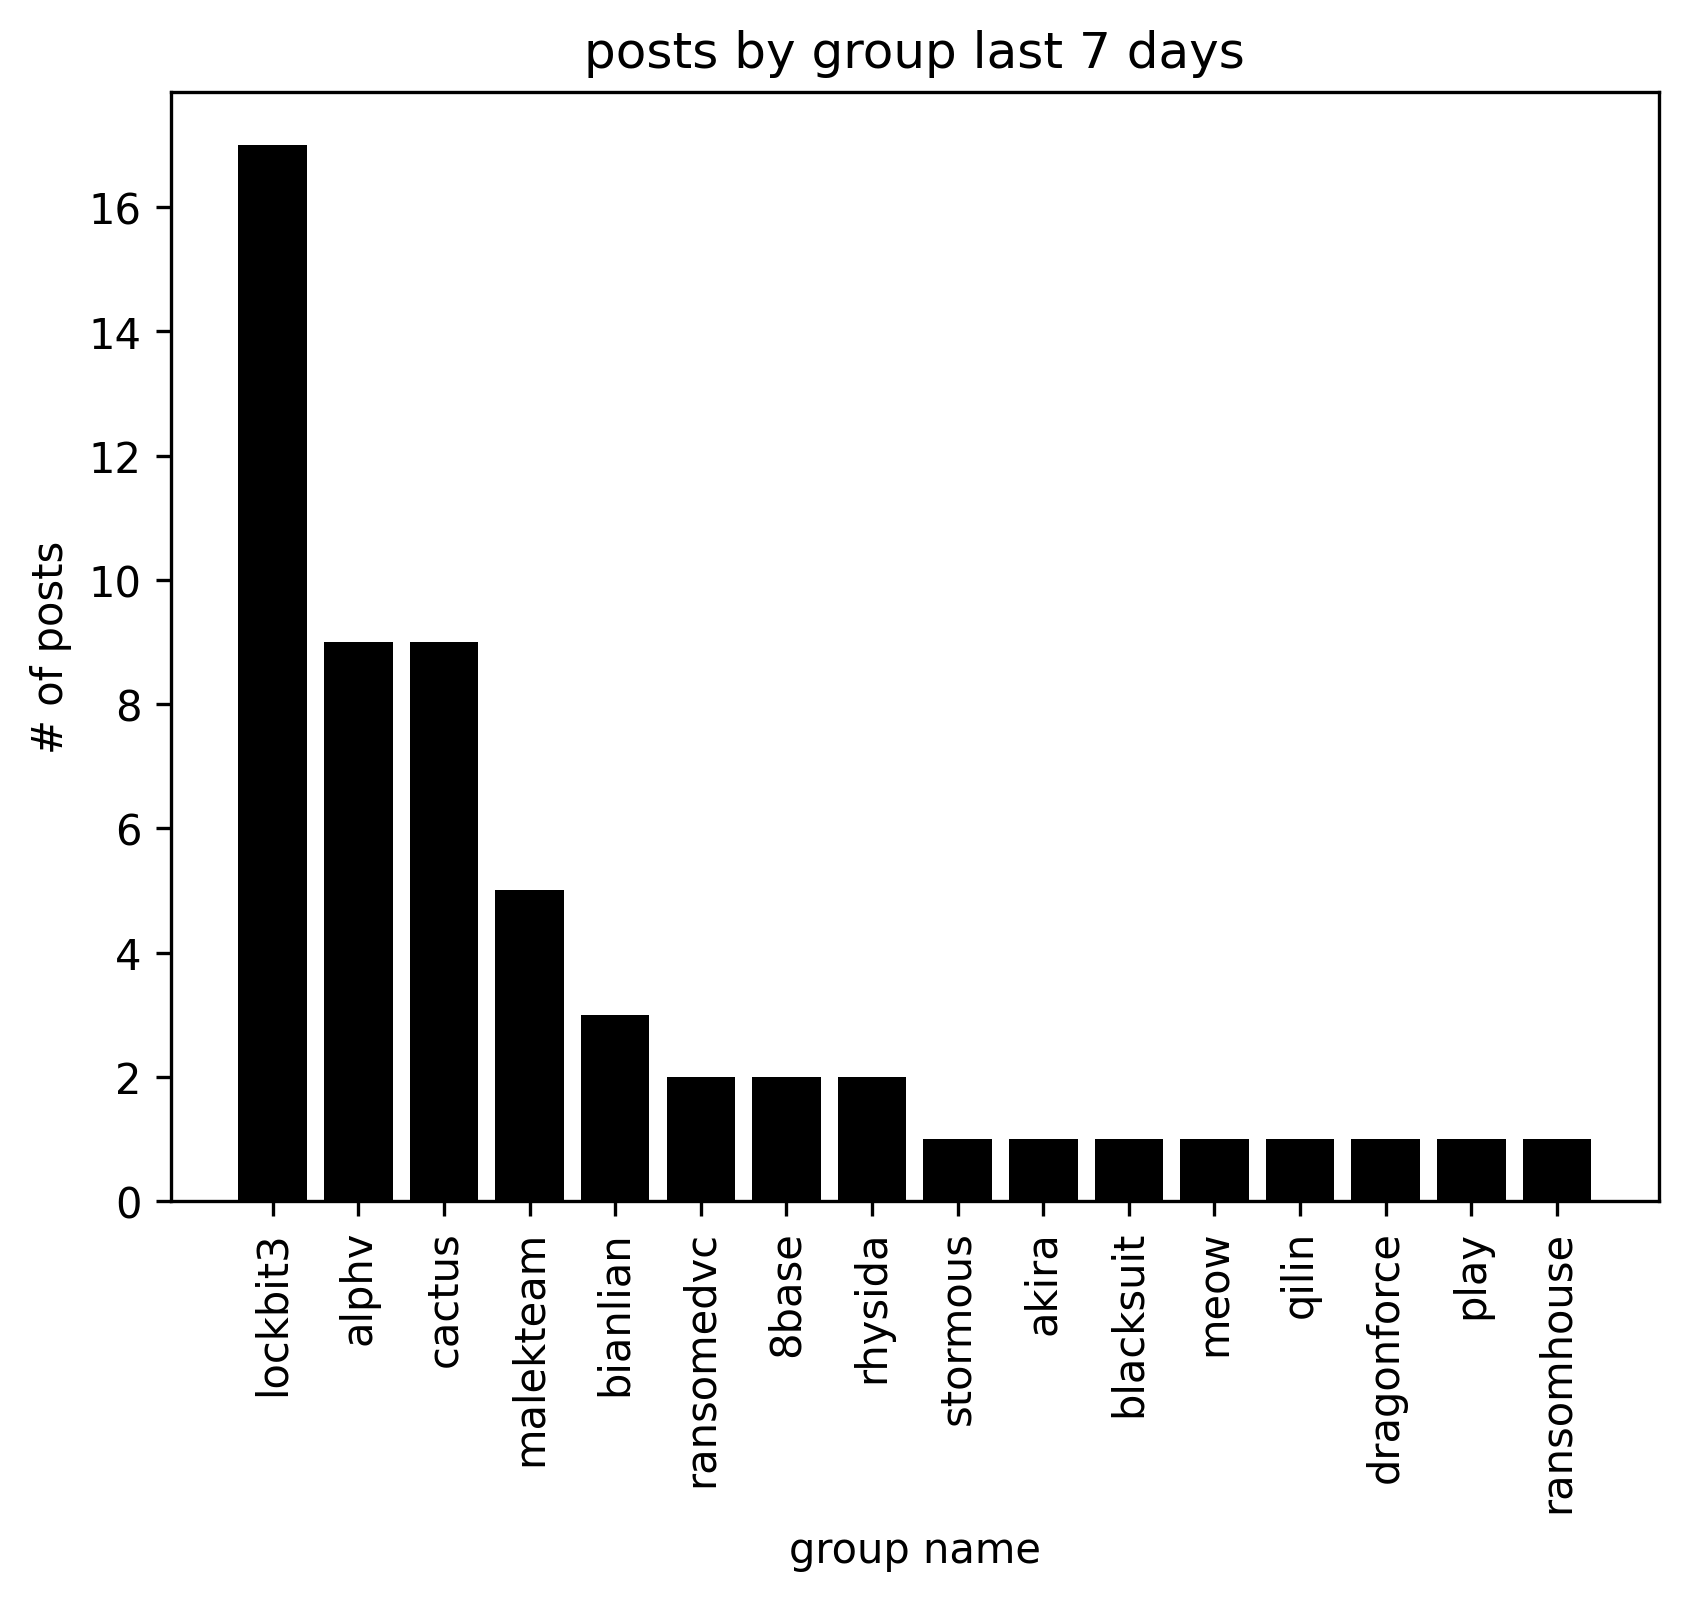 posts by group last 7 days
# of posts
16
14
12
10
8
6
4
2
0
lockbit3
alphv
cactus
malekteam
bianlian
ransomedvc
8base
rhysida
stormous
akira
blacksuit
meow
qilin
dragonforce
play
ransomhouse
group name